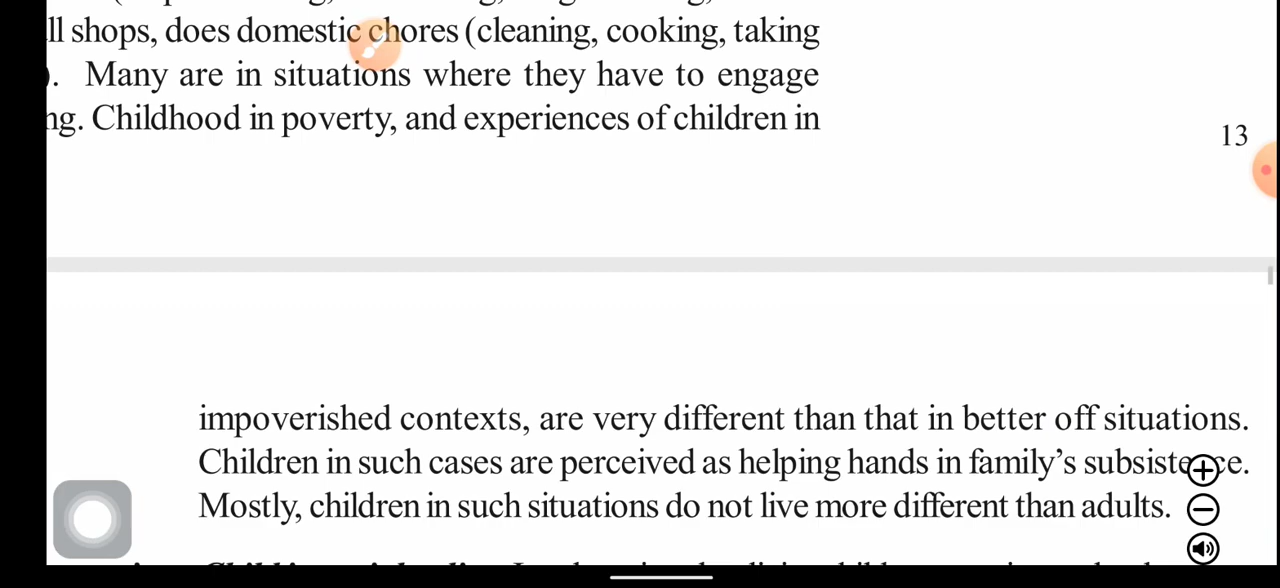 ll shops, does domestic chores (cleaning, cooking, taking
). Many are in situations where they have to engage
ng. Childhood in poverty, and experiences of children in
13
impoverished contexts, are very different than that in better off situations.
Children in such cases are perceived as helping hands in family's subsistence.
Mostly, children in such situations do not live more different than adults.